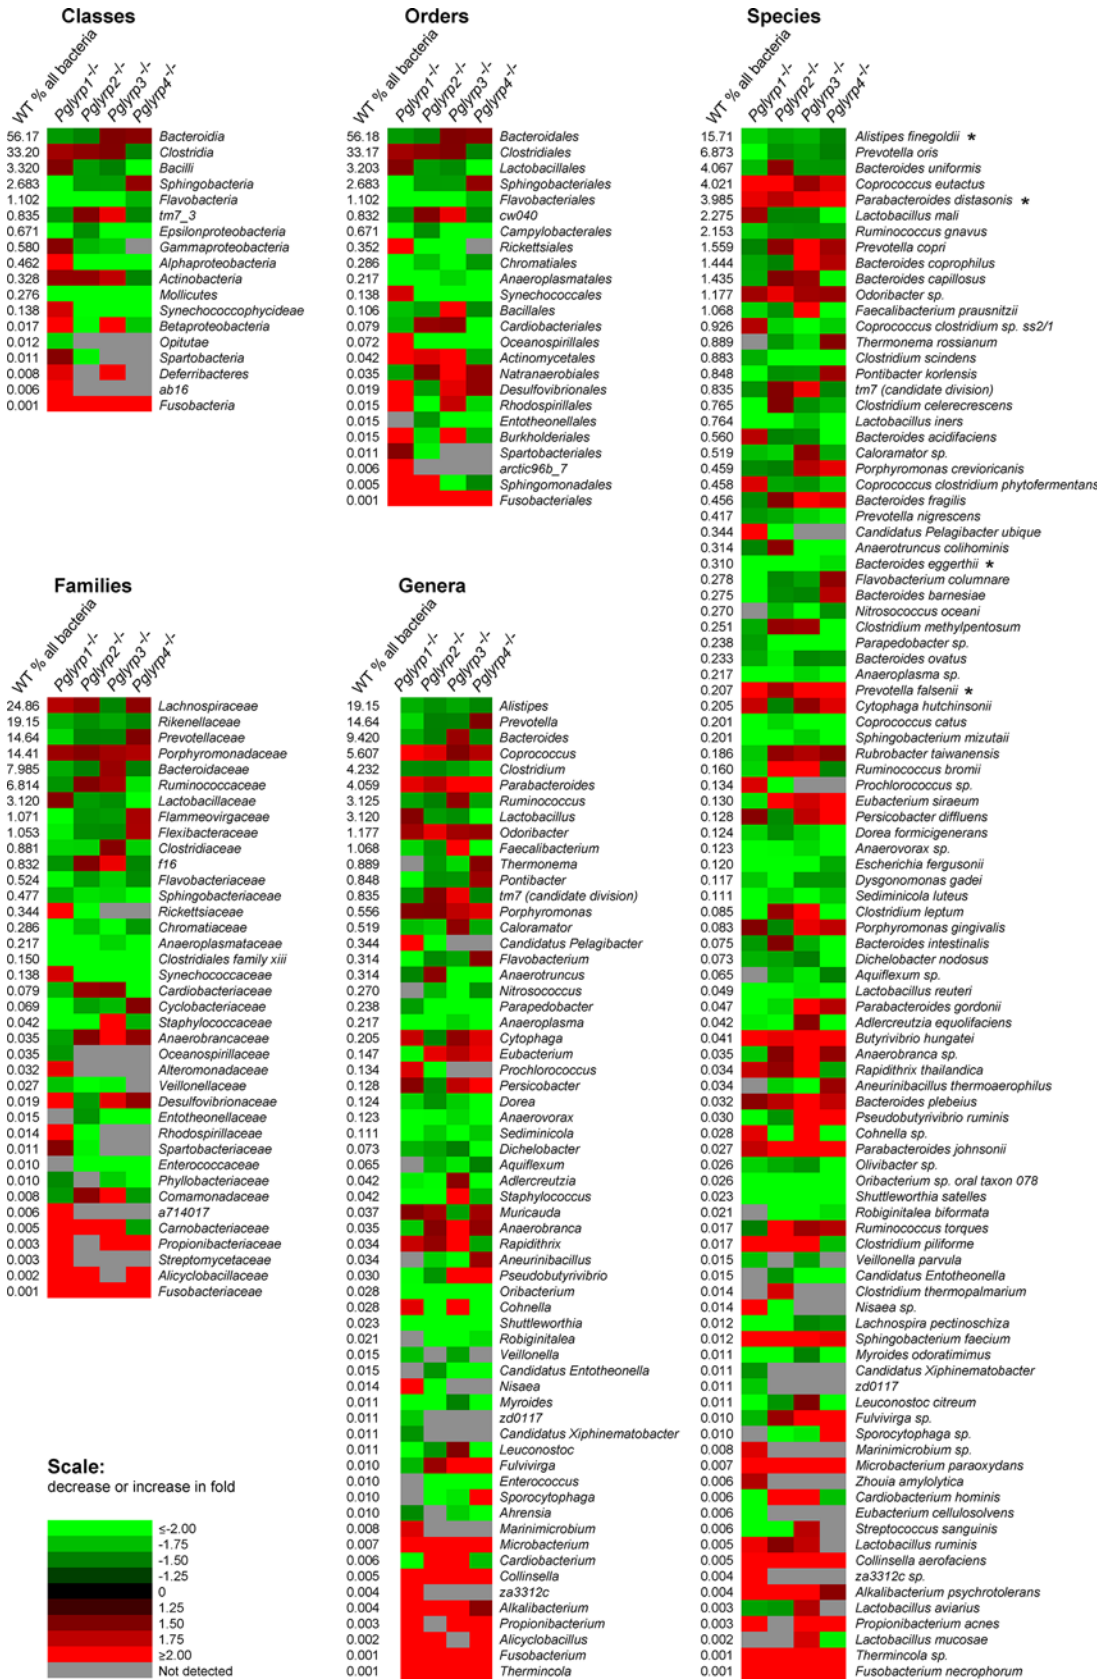 Classes
WT % all bacteria
Pglyrp1 -/-
Pglyrp2 -/-
Pglyrp3 -/-
Pglyrp4 -/-
56.17 Bacteroidia
33.20 Clostridia
3.320 Bacilli
2.683 Sphingobacteria
1.102 Flavobacteria
0.835 tm7_3
0.671 Epsilonproteobacteria
0.580 Gammaproteobacteria
0.462 Alphaproteobacteria
0.328 Actinobacteria
0.276 Mollicutes
0.138 Synechococcophycideae
0.017 Betaproteobacteria
0.012 Opitutae
0.011 Spartobacteria
0.008 Deferribacteres
0.006 ab16
0.001 Fusobacteria
Orders
WT % all bacteria
Pglyrp1 -/-
Pglyrp2 -/-
Pglyrp3 -/-
Pglyrp4 -/-
56.18 Bacteroidales
33.17 Clostridiales
3.203 Lactobacillales
2.683 Sphingobacteriales
1.102 Flavobacteriales
0.832 cw040
0.671 Campylobacterales
0.352 Rickettsiales
0.286 Chromatiales
0.217 Anaeroplasmatales
0.138 Synechococcales
0.106 Bacillales
0.079 Cardiobacteriales
0.072 Oceanospirillales
0.042 Actinomycetales
0.035 Natranaerobiales
0.019 Desulfovibrionales
0.015 Rhodospirillales
0.015 Entotheonellales
0.015 Burkholderiales
0.011 Spartobacteriales
0.006 arctic96b_7
0.005 Sphingomonadales
0.001 Fusobacteriales
Families
WT % all bacteria
Pglyrp1 -/-
Pglyrp2 -/-
Pglyrp3 -/-
Pglyrp4 -/-
24.86 Lachnospiraceae
19.15 Rikenellaceae
14.64 Prevotellaceae
14.41 Porphyromonadaceae
7.985 Bacteroidaceae
6.814 Ruminococcaceae
3.120 Lactobacillaceae
1.071 Flammeovirgaceae
1.053 Flexibacteraceae
0.881 Clostridiaceae
0.832 f16
0.524 Flavobacteriaceae
0.477 Sphingobacteriaceae
0.344 Rickettsiaceae
0.286 Chromatiaceae
0.217 Anaeroplasmataceae
0.150 Clostridiales family xiii
0.138 Synechococcaceae
0.079 Cardiobacteriaceae
0.069 Cyclobacteriaceae
0.042 Staphylococcaceae
0.035 Anaerobrancaceae
0.035 Oceanospirillaceae
0.032 Alteromonadaceae
0.027 Veillonellaceae
0.019 Desulfovibrionaceae
0.015 Entotheonellaceae
0.014 Rhodospirillaceae
0.011 Spartobacteriaceae
0.010 Enterococcaceae
0.010 Phyllobacteriaceae
0.008 Comamonadaceae
0.006 a714017
0.005 Carnobacteriaceae
0.003 Propionibacteriaceae
0.003 Streptomycetaceae
0.002 Alicyclobacillaceae
0.001 Fusobacteriaceae
Scale:
decrease or increase in fold
≤-2.00
-1.75
-1.50
-1.25
0
1.25
1.50
1.75
≥2.00
Not detected
Genera
WT % all bacteria
Pglyrp1 -/-
Pglyrp2 -/-
Pglyrp3 -/-
Pglyrp4 -/-
19.15 Alistipes
14.64 Prevotella
9.420 Bacteroides
5.607 Coprococcus
4.232 Clostridium
4.059 Parabacteroides
3.125 Ruminococcus
3.120 Lactobacillus
1.177 Odoribacter
1.068 Faecalibacterium
0.889 Thermonema
0.848 Pontibacter
0.835 tm7 (candidate division)
0.556 Porphyromonas
0.519 Caloramator
0.344 Candidatus Pelagibacter
0.314 Flavobacterium
0.314 Anaerotruncus
0.270 Nitrosococcus
0.238 Parapedobacter
0.217 Anaeroplasma
0.205 Cytophaga
0.147 Eubacterium
0.134 Prochlorococcus
0.128 Persicobacter
0.124 Dorea
0.123 Anaerovorax
0.111 Sediminicola
0.073 Dichelobacter
0.065 Aquiflexum
0.042 Adlercreutzia
0.042 Staphylococcus
0.037 Muricauda
0.035 Anaerobranca
0.034 Rapidithrix
0.034 Aneurinibacillus
0.030 Pseudobutyrivibrio
0.028 Oribacterium
0.028 Cohnella
0.023 Shuttleworthia
0.021 Robiginitalea
0.015 Veillonella
0.015 Candidatus Entotheonella
0.014 Nisaea
0.011 Myroides
0.011 zd0117
0.011 Candidatus Xiphinematobacter
0.011 Leuconostoc
0.010 Fulvivirga
0.010 Enterococcus
0.010 Sporocytophaga
0.010 Ahrensia
0.008 Marinimicrobium
0.007 Microbacterium
0.006 Cardiobacterium
0.005 Collinsella
0.004 za3312c
0.004 Alkalibacterium
0.003 Propionibacterium
0.002 Alicyclobacillus
0.001 Fusobacterium
0.001 Thermincola
Species
WT % all bacteria
Pglyrp1 -/-
Pglyrp2 -/-
Pglyrp3 -/-
Pglyrp4 -/-
15.71 Alistipes finegoldii *
6.873 Prevotella oris
4.067 Bacteroides uniformis
4.021 Coprococcus eutactus
3.985 Parabacteroides distasonis *
2.275 Lactobacillus mali
2.153 Ruminococcus gnavus
1.559 Prevotella copri
1.444 Bacteroides coprophilus
1.435 Bacteroides capillosus
1.177 Odoribacter sp.
1.068 Faecalibacterium prausnitzii
0.926 Coprococcus clostridium sp. ss2/1
0.889 Thermonema rossianum
0.883 Clostridium scindens
0.848 Pontibacter korlensis
0.835 tm7 (candidate division)
0.765 Clostridium celerecrescens
0.764 Lactobacillus iners
0.560 Bacteroides acidifaciens
0.519 Caloramator sp.
0.459 Porphyromonas crevioricanis
0.458 Coprococcus clostridium phytofermentans
0.456 Bacteroides fragilis
0.417 Prevotella nigrescens
0.344 Candidatus Pelagibacter ubique
0.314 Anaerotruncus colihominis
0.310 Bacteroides eggerthii *
0.278 Flavobacterium columnare
0.275 Bacteroides barnesiae
0.270 Nitrosococcus oceani
0.251 Clostridium methylpentosum
0.238 Parapedobacter sp.
0.233 Bacteroides ovatus
0.217 Anaeroplasma sp.
0.207 Prevotella falsenii *
0.205 Cytophaga hutchinsonii
0.201 Coprococcus catus
0.201 Sphingobacterium mizutaii
0.186 Rubrobacter taiwanensis
0.160 Ruminococcus bromii
0.134 Prochlorococcus sp.
0.130 Eubacterium siraeum
0.128 Persicobacter diffluens
0.124 Dorea formicigenerans
0.123 Anaerovorax sp.
0.120 Escherichia fergusonii
0.117 Dysgonomonas gadei
0.111 Sediminicola luteus
0.085 Clostridium leptum
0.083 Porphyromonas gingivalis
0.075 Bacteroides intestinalis
0.073 Dichelobacter nodosus
0.065 Aquiflexum sp.
0.049 Lactobacillus reuteri
0.047 Parabacteroides gordonii
0.042 Adlercreutzia equolifaciens
0.041 Butyrivibrio hungatei
0.035 Anaerobranca sp.
0.034 Rapidithrix thailandica
0.034 Aneurinibacillus thermoaerophilus
0.032 Bacteroides plebeius
0.030 Pseudobutyrivibrio ruminis
0.028 Cohnella sp.
0.027 Parabacteroides johnsonii
0.026 Olivibacter sp.
0.026 Oribacterium sp. oral taxon 078
0.023 Shuttleworthia satelles
0.021 Robiginitalea biformata
0.017 Ruminococcus torques
0.017 Clostridium piliforme
0.015 Veillonella parvula
0.015 Candidatus Entotheonella
0.014 Clostridium thermopalmarium
0.014 Nisaea sp.
0.012 Lachnospira pectinoschiza
0.012 Sphingobacterium faecium
0.011 Myroides odoratimimus
0.011 Candidatus Xiphinematobacter
0.011 zd0117
0.011 Leuconostoc citreum
0.010 Fulvivirga sp.
0.010 Sporocytophaga sp.
0.008 Marinimicrobium sp.
0.007 Microbacterium paraoxydans
0.006 Zhouia amylolytica
0.006 Cardiobacterium hominis
0.006 Eubacterium cellulosolvens
0.006 Streptococcus sanguinis
0.005 Lactobacillus ruminis
0.005 Collinsella aerofaciens
0.004 za3312c sp.
0.004 Alkalibacterium psychrotolerans
0.003 Lactobacillus aviarius
0.003 Propionibacterium acnes
0.002 Lactobacillus mucosae
0.001 Thermincola sp.
0.001 Fusobacterium necrophorum